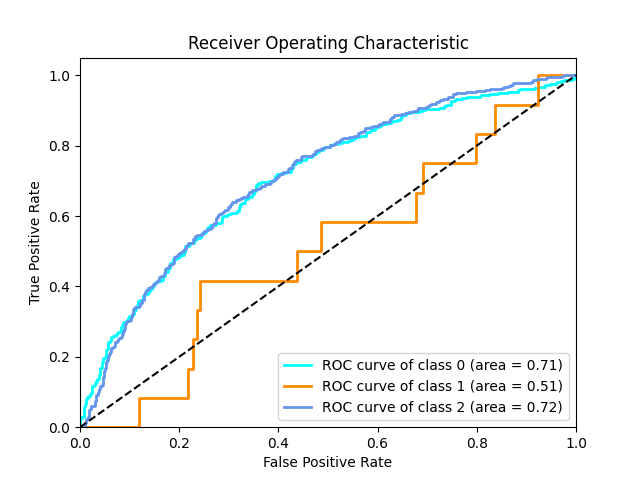 Receiver Operating Characteristic
True Positive Rate
1.0
0.8
0.6
0.4
0.2
0.0
ROC curve of class 0 (area = 0.71)
ROC curve of class 1 (area = 0.51)
ROC curve of class 2 (area = 0.72)
0.0 0.2 0.4 0.6 0.8 1.0
False Positive Rate